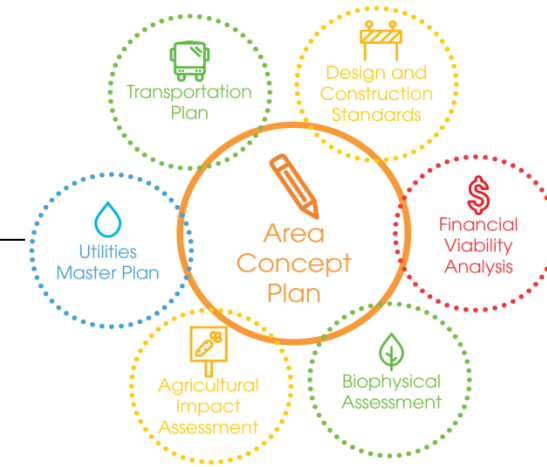 Transportation
Plan
Design and
Construction
Standards
Utilities
Master Plan
Area
Concept
Plan
Financial
Viability
Analysis
Agricultural
Impact
Assessment
Biophysical
Assessment